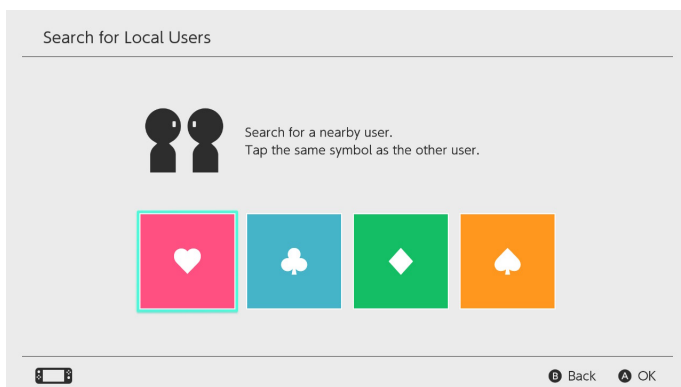 Search for Local Users
Search for a nearby user.
Tap the same symbol as the other user.
B Back A OK